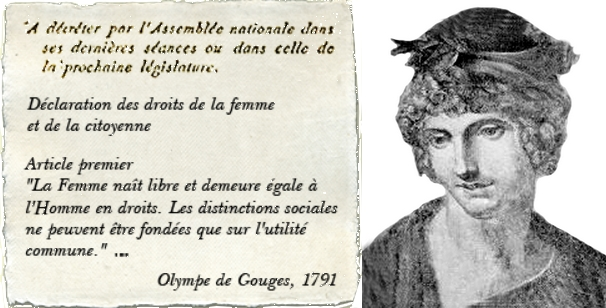 "A décréter par l'Assemblée nationale dans
ses dernières séances ou dans celle de
la prochaine législature.
Déclaration des droits de la femme
et de la citoyenne
Article premier
"La Femme naît libre et demeure égale à
l'Homme en droits. Les distinctions sociales
ne peuvent être fondées que sur l'utilité
commune." ...
Olympe de Gouges, 1791